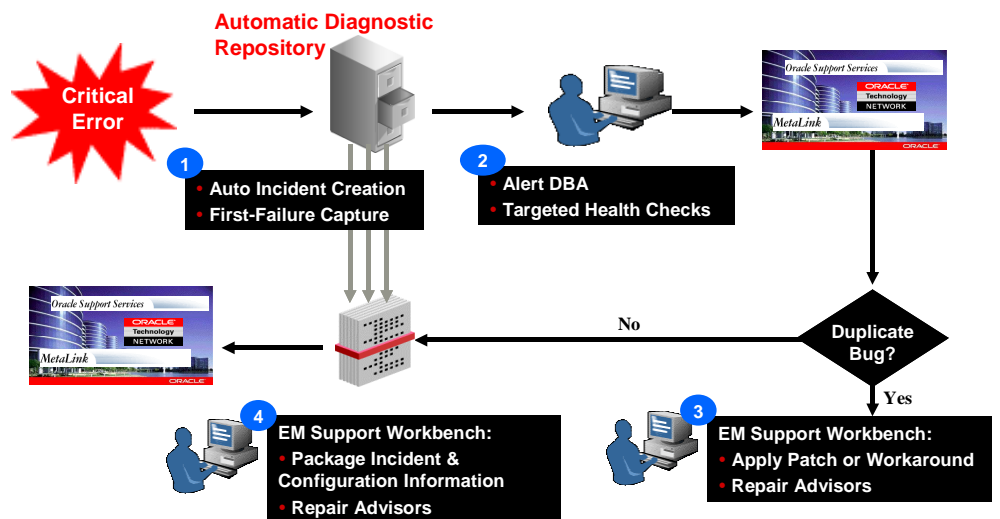 Automatic Diagnostic
Repository
Critical
Error
Oracle Support Services
ORACLE
Technology
NETWORK
MetaLink
ORACLE
1
• Auto Incident Creation
• First-Failure Capture
2
• Alert DBA
• Targeted Health Checks
Oracle Support Services
ORACLE
Technology
NETWORK
MetaLink
ORACLE
No
Duplicate
Bug?
Yes
4
EM Support Workbench:
• Package Incident &
Configuration Information
• Repair Advisors
3
EM Support Workbench:
• Apply Patch or Workaround
• Repair Advisors